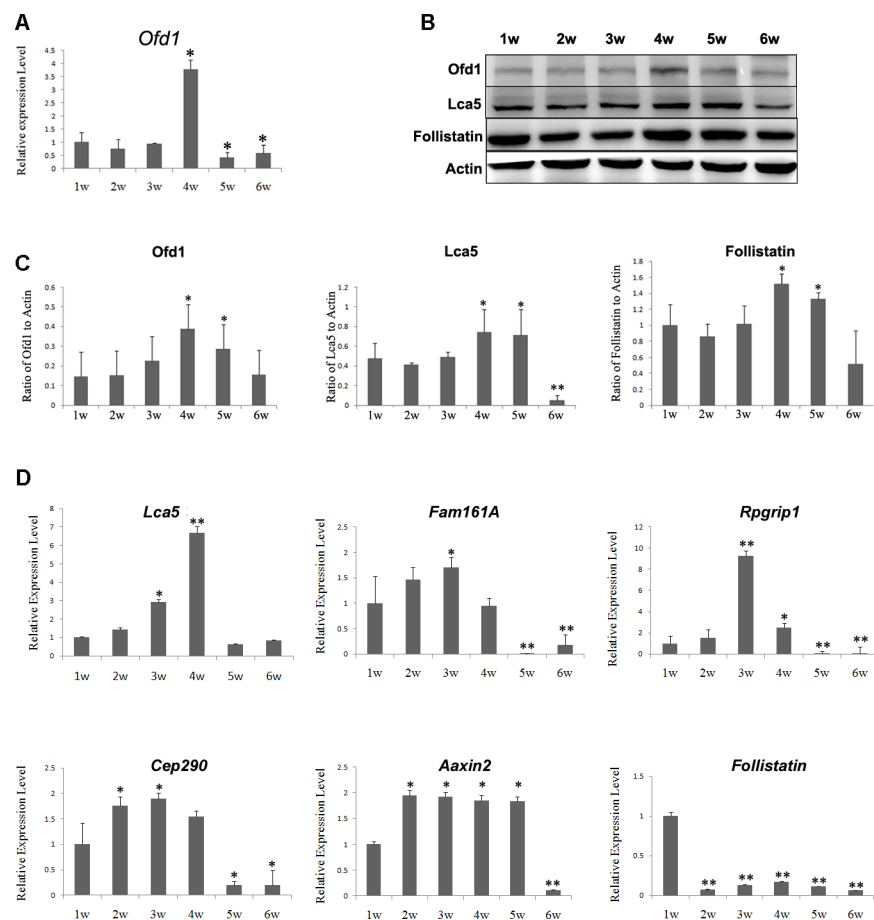 A
Ofd1
Relative expression Level
4.5
4
3.5
3
2.5
2
1.5
1
0.5
0
* * *
1w 2w 3w 4w 5w 6w
B
1w 2w 3w 4w 5w 6w
Ofd1
Lca5
Follistatin
Actin
C
Ofd1
Ratio of Ofd1 to Actin
0.6
0.5
0.4
0.3
0.2
0.1
0
* *
1w 2w 3w 4w 5w 6w
Lca5
Ratio of Lca5 to Actin
1.2
1
0.8
0.6
0.4
0.2
0
* * **
1w 2w 3w 4w 5w 6w
Follistatin
Ratio of Follistatin to Actin
1.8
1.6
1.4
1.2
1
0.8
0.6
0.4
0.2
0
* *
1w 2w 3w 4w 5w 6w
D
Lca5
Relative Expression Level
8
7
6
5
4
3
2
1
0
* **
1w 2w 3w 4w 5w 6w
Fam161A
Relative Expression Level
2.5
2
1.5
1
0.5
0
* ** **
1w 2w 3w 4w 5w 6w
Rpgrip1
Relative Expression Level
12
10
8
6
4
2
0
** * ** **
1w 2w 3w 4w 5w 6w
Cep290
Relative Expression Level
2.5
2
1.5
1
0.5
0
* * * *
1w 2w 3w 4w 5w 6w
Aaxin2
Relative Expression Level
2.5
2
1.5
1
0.5
0
* * * * **
1w 2w 3w 4w 5w 6w
Follistatin
Relative Expression Level
1.5
1
0.5
0
** ** ** ** **
1w 2w 3w 4w 5w 6w